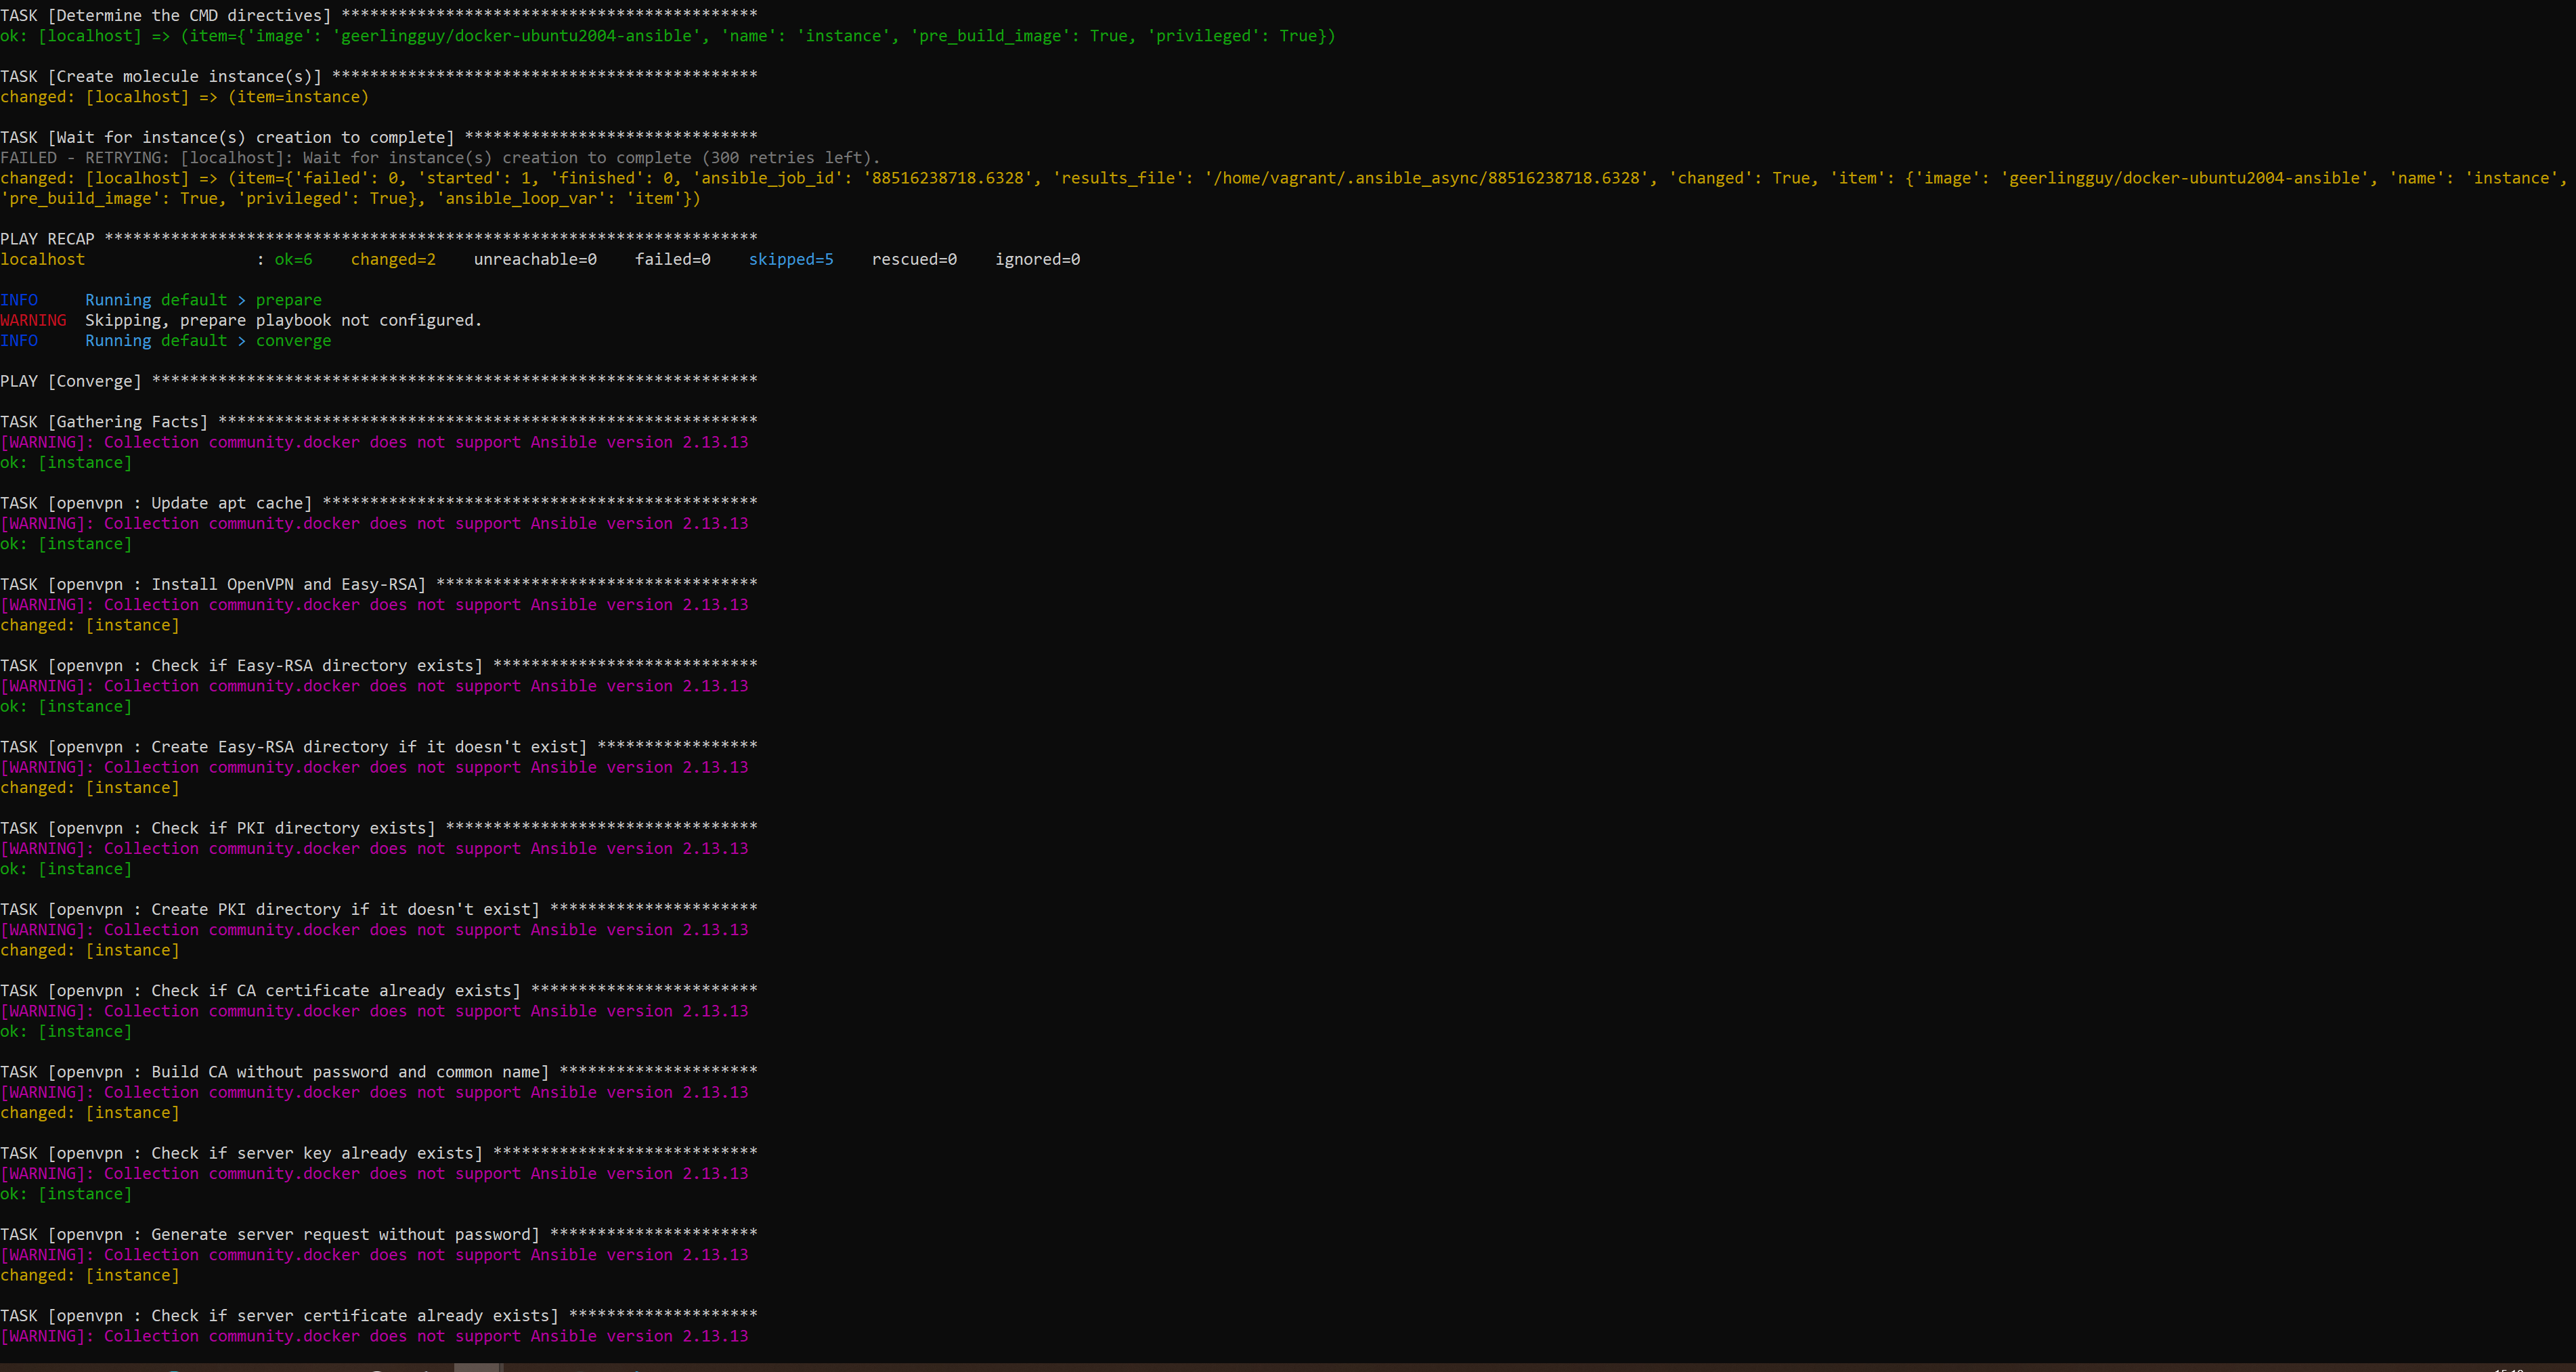 TASK [Determine the CMD directives] ********************************************
ok: [localhost] => (item={'image': 'geerlingguy/docker-ubuntu2004-ansible', 'name': 'instance', 'pre_build_image': True, 'privileged': True})
TASK [Create molecule instance(s)] *********************************************
changed: [localhost] => (item=instance)
TASK [Wait for instance(s) creation to complete] *******************************
FAILED - RETRYING: [localhost]: Wait for instance(s) creation to complete (300 retries left).
changed: [localhost] => (item={'failed': 0, 'started': 1, 'finished': 0, 'ansible_job_id': '88516238718.6328', 'results_file': '/home/vagrant/.ansible_async/88516238718.6328', 'changed': True, 'item': {'image': 'geerlingguy/docker-ubuntu2004-ansible', 'name': 'instance',
'pre_build_image': True, 'privileged': True}, 'ansible_loop_var': 'item'})
PLAY RECAP *********************************************************************
localhost                  : ok=6    changed=2    unreachable=0    failed=0    skipped=5    rescued=0    ignored=0
INFO     Running default > prepare
WARNING  Skipping, prepare playbook not configured.
INFO     Running default > converge
PLAY [Converge] ****************************************************************
TASK [Gathering Facts] *********************************************************
[WARNING]: Collection community.docker does not support Ansible version 2.13.13
ok: [instance]
TASK [openvpn : Update apt cache] **********************************************
[WARNING]: Collection community.docker does not support Ansible version 2.13.13
ok: [instance]
TASK [openvpn : Install OpenVPN and Easy-RSA] **********************************
[WARNING]: Collection community.docker does not support Ansible version 2.13.13
changed: [instance]
TASK [openvpn : Check if Easy-RSA directory exists] ****************************
[WARNING]: Collection community.docker does not support Ansible version 2.13.13
ok: [instance]
TASK [openvpn : Create Easy-RSA directory if it doesn't exist] *****************
[WARNING]: Collection community.docker does not support Ansible version 2.13.13
changed: [instance]
TASK [openvpn : Check if PKI directory exists] *********************************
[WARNING]: Collection community.docker does not support Ansible version 2.13.13
ok: [instance]
TASK [openvpn : Create PKI directory if it doesn't exist] **********************
[WARNING]: Collection community.docker does not support Ansible version 2.13.13
changed: [instance]
TASK [openvpn : Check if CA certificate already exists] ************************
[WARNING]: Collection community.docker does not support Ansible version 2.13.13
ok: [instance]
TASK [openvpn : Build CA without password and common name] *********************
[WARNING]: Collection community.docker does not support Ansible version 2.13.13
changed: [instance]
TASK [openvpn : Check if server key already exists] ****************************
[WARNING]: Collection community.docker does not support Ansible version 2.13.13
ok: [instance]
TASK [openvpn : Generate server request without password] **********************
[WARNING]: Collection community.docker does not support Ansible version 2.13.13
changed: [instance]
TASK [openvpn : Check if server certificate already exists] ********************
[WARNING]: Collection community.docker does not support Ansible version 2.13.13